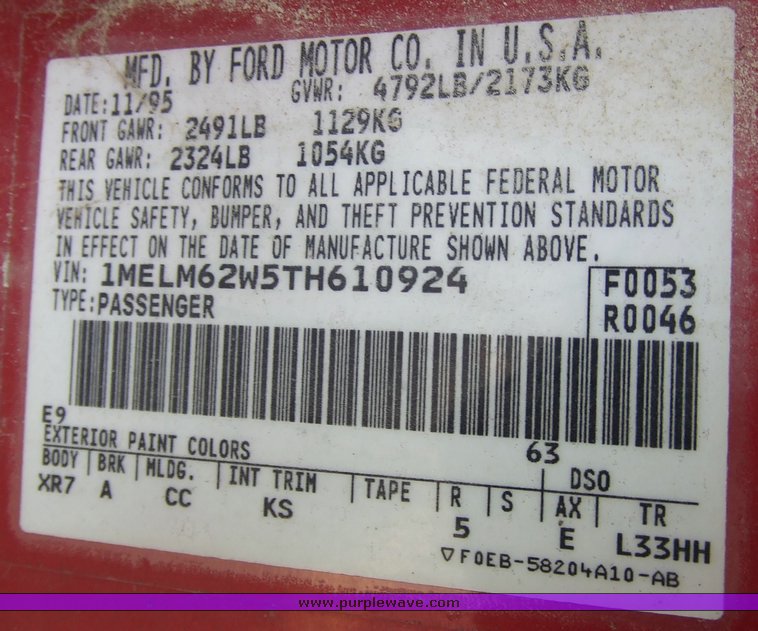 MFD. BY FORD MOTOR CO. IN U.S.A.
DATE: 11/95 GVWR: 4792LB/2173KG
FRONT GAWR: 2491LB 1129KG
REAR GAWR: 2324LB 1054KG
THIS VEHICLE CONFORMS TO ALL APPLICABLE FEDERAL MOTOR
VEHICLE SAFETY, BUMPER, AND THEFT PREVENTION STANDARDS
IN EFFECT ON THE DATE OF MANUFACTURE SHOWN ABOVE.
VIN: 1MELM62W5TH610924 F0053
TYPE: PASSENGER R0046
E9
EXTERIOR PAINT COLORS 63 DSO
BODY BRK MLDG. INT TRIM TAPE R S AX TR
XR7 A CC KS 5 E L33HH
▽F0EB-58204A10-AB
www.purplewave.com